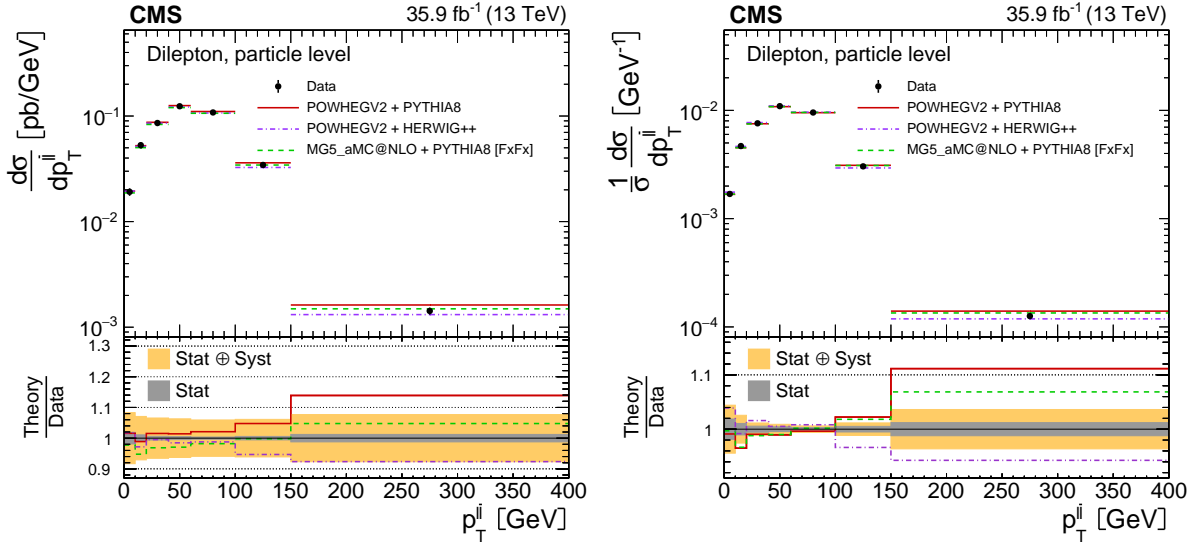 CMS 35.9 fb⁻¹ (13 TeV)
Dilepton, particle level
Data
POWHEGV2 + PYTHIA8
POWHEGV2 + HERWIG++
MG5_aMC@NLO + PYTHIA8 [FxFx]
dσ/dp_T^{ll̄} [pb/GeV]
10⁻¹
10⁻²
10⁻³
Stat ⊕ Syst
Stat
Theory
Data
1.3
1.2
1.1
1
0.9
0 50 100 150 200 250 300 350 400
p_T^{ll̄} [GeV]
CMS 35.9 fb⁻¹ (13 TeV)
Dilepton, particle level
Data
POWHEGV2 + PYTHIA8
POWHEGV2 + HERWIG++
MG5_aMC@NLO + PYTHIA8 [FxFx]
1/σ dσ/dp_T^{ll̄} [GeV⁻¹]
10⁻²
10⁻³
10⁻⁴
Stat ⊕ Syst
Stat
Theory
Data
1.1
1
0 50 100 150 200 250 300 350 400
p_T^{ll̄} [GeV]